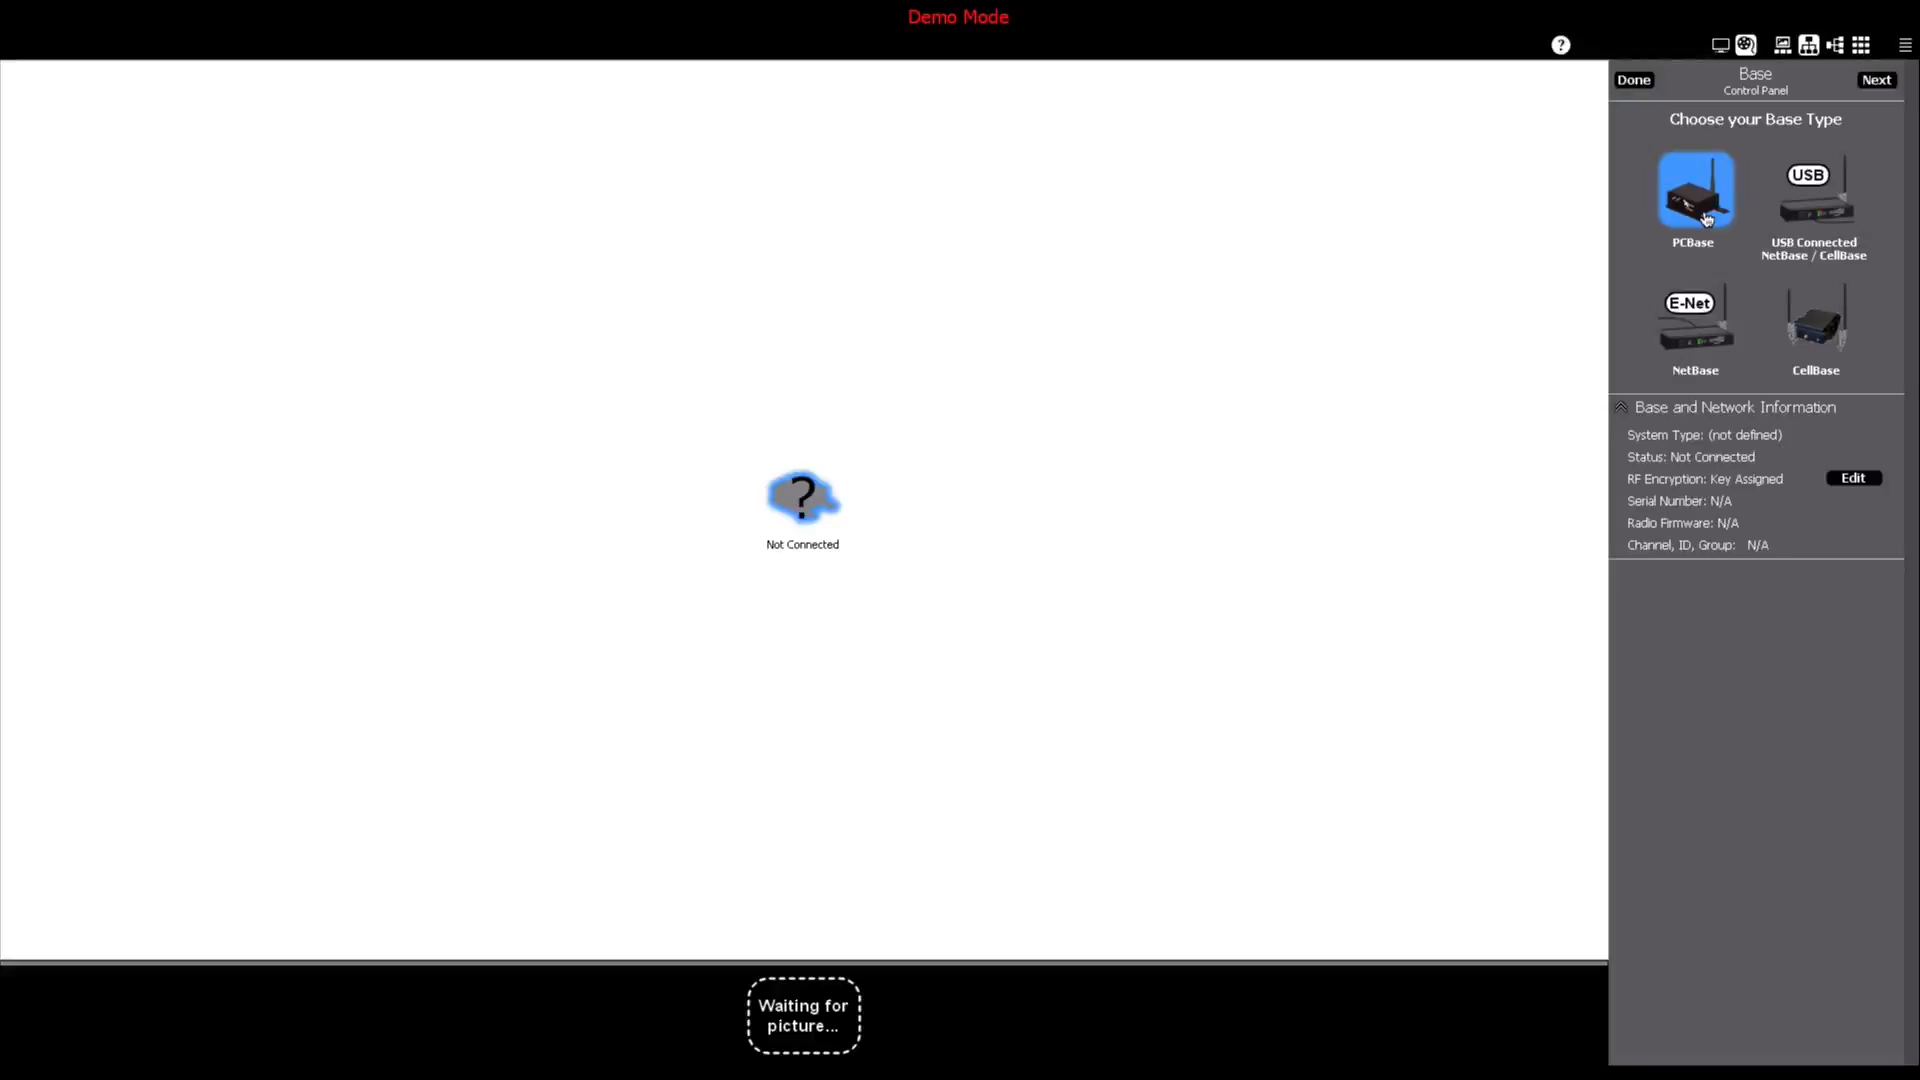 Demo Mode
?
Done
Base
Control Panel
Next
Choose your Base Type
USB
PCBase
USB Connected
NetBase / CellBase
E-Net
NetBase
CellBase
Base and Network Information
System Type: (not defined)
Status: Not Connected
RF Encryption: Key Assigned
Edit
Serial Number: N/A
Radio Firmware: N/A
Channel, ID, Group: N/A
?
Not Connected
Waiting for
picture...